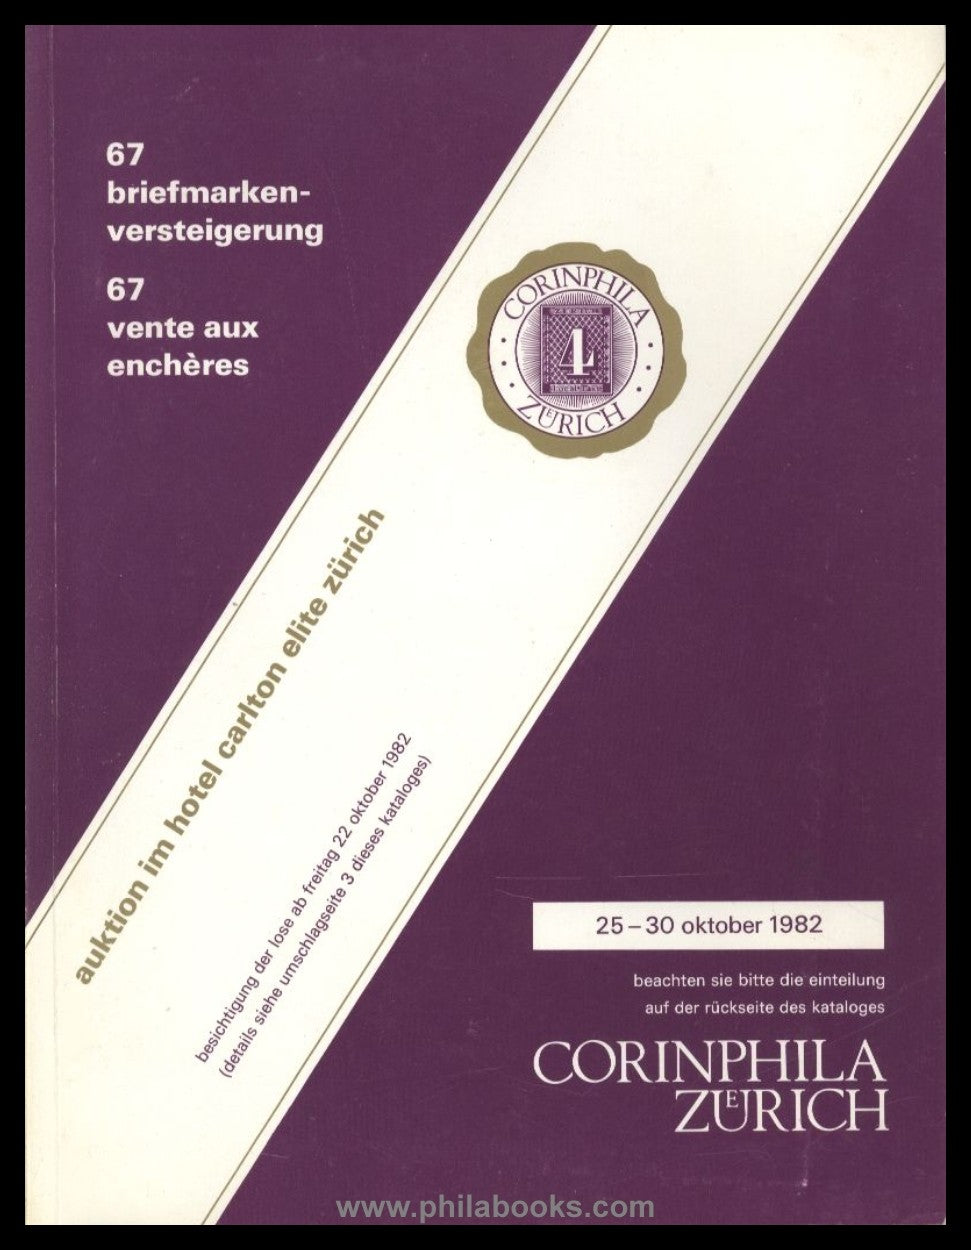 67
briefmarken-
versteigerung
67
vente aux
enchères
CORINPHILA
4
ZUERICH
auktion im hotel carlton elite zürich
besichtigung der lose ab freitag 22 oktober 1982
(details siehe umschlagseite 3 dieses kataloges)
25 – 30 oktober 1982
beachten sie bitte die einteilung
auf der rückseite des kataloges
CORINPHILA
ZUERICH
www.philabooks.com